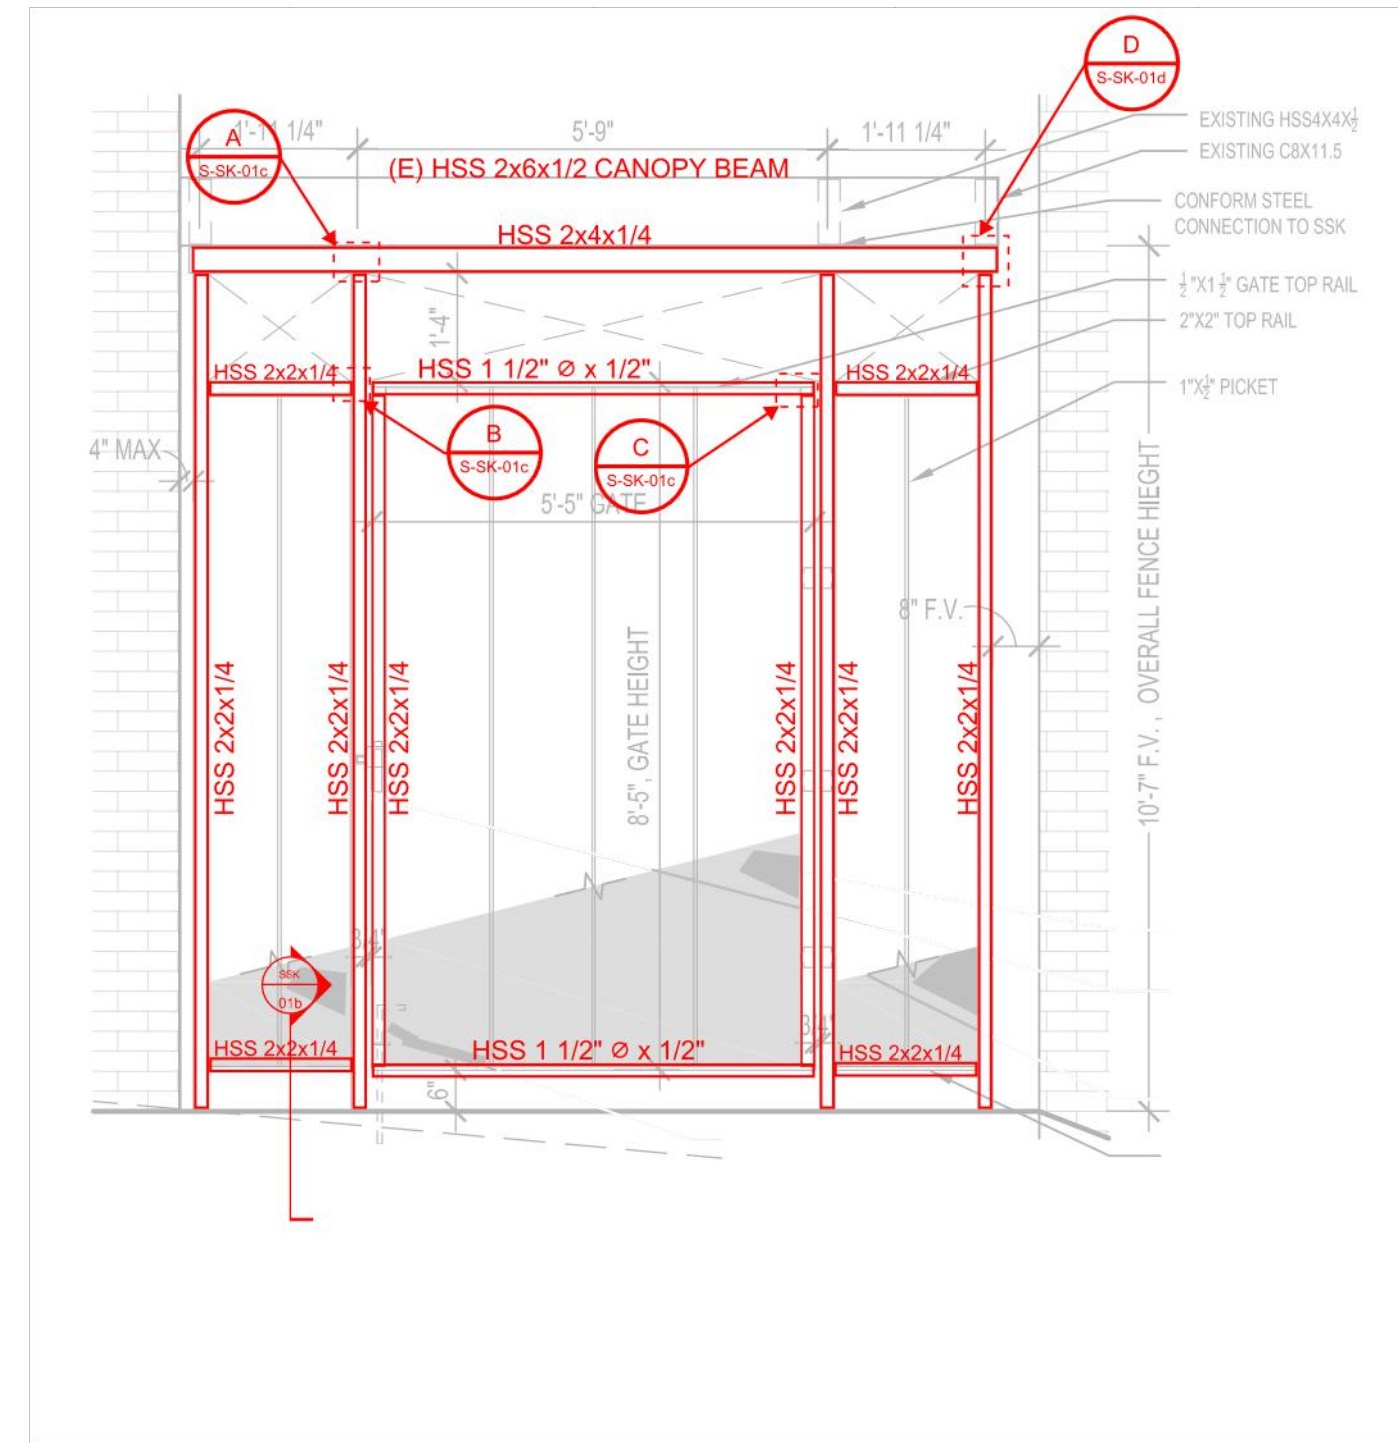 D
S-SK-01d
A
S-SK-01c
1'-11 1/4"
5'-9"
1'-11 1/4"
EXISTING HSS4X4X½
EXISTING C8X11.5
(E) HSS 2x6x1/2 CANOPY BEAM
CONFORM STEEL
CONNECTION TO SSK
HSS 2x4x1/4
½"X1½" GATE TOP RAIL
2"X2" TOP RAIL
1'-4"
HSS 2x2x1/4
HSS 1 1/2" Ø x 1/2"
HSS 2x2x1/4
1"X½" PICKET
B
S-SK-01c
C
S-SK-01c
4" MAX
5'-5" GATE
8" F.V.
HSS 2x2x1/4
HSS 2x2x1/4
HSS 2x2x1/4
8'-5", GATE HEIGHT
HSS 2x2x1/4
HSS 2x2x1/4
HSS 2x2x1/4
10'-7" F.V. , OVERALL FENCE HIEGHT
3/4"
SSK
01b
3/4"
HSS 2x2x1/4
HSS 1 1/2" Ø x 1/2"
HSS 2x2x1/4
6"